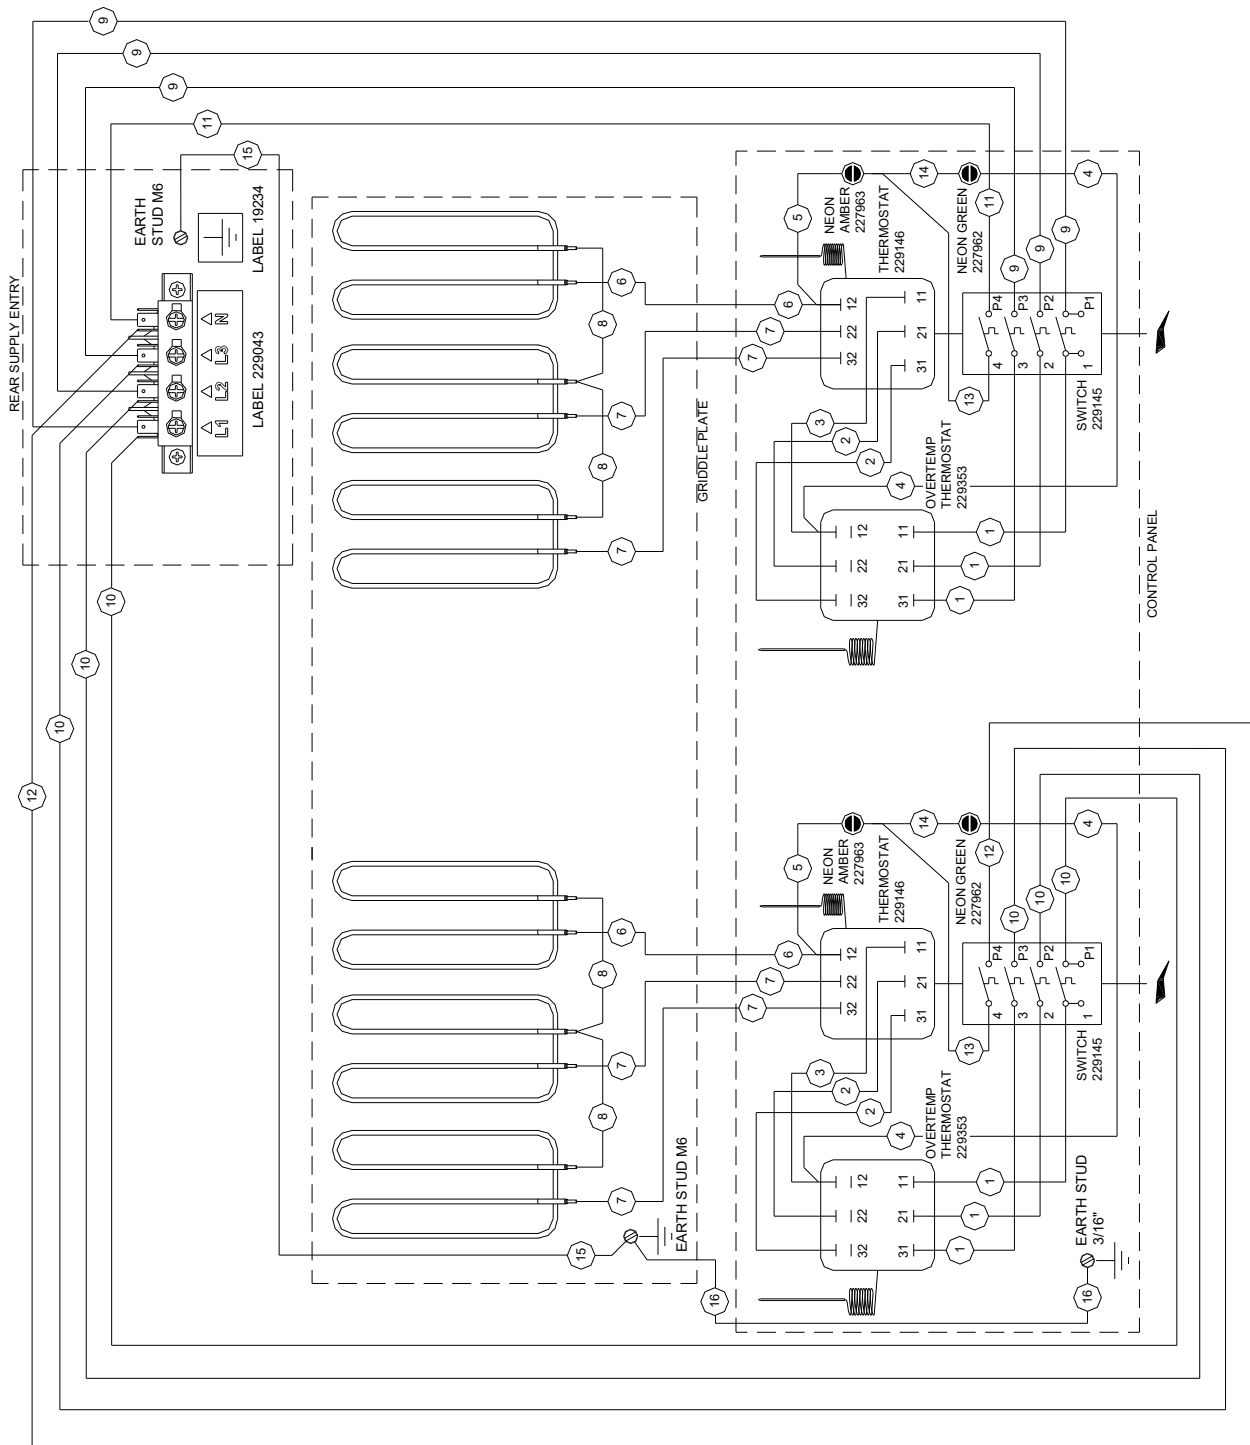 9
9
9
11
15
REAR SUPPLY ENTRY
EARTH
STUD M6
LABEL 19234
N
L3
L2
L1
LABEL 229043
12
10
10
10
GRIDDLE PLATE
6
8
7
8
7
6
7
7
5
NEON
AMBER
227963
14
THERMOSTAT
229146
NEON GREEN
227962
4
11
9
9
9
12
22
32
11
21
31
P4
P3
P2
P1
4
3
2
1
SWITCH
229145
13
3
2
2
4
OVERTEMP
THERMOSTAT
229353
12
22
32
11
21
31
1
1
1
CONTROL PANEL
6
8
7
8
7
6
7
7
5
NEON
AMBER
227963
14
THERMOSTAT
229146
NEON GREEN
227962
4
12
10
10
10
12
22
32
11
21
31
P4
P3
P2
P1
4
3
2
1
SWITCH
229145
13
3
2
2
4
OVERTEMP
THERMOSTAT
229353
12
22
32
11
21
31
1
1
1
EARTH STUD M6
15
16
EARTH STUD
3/16"
16